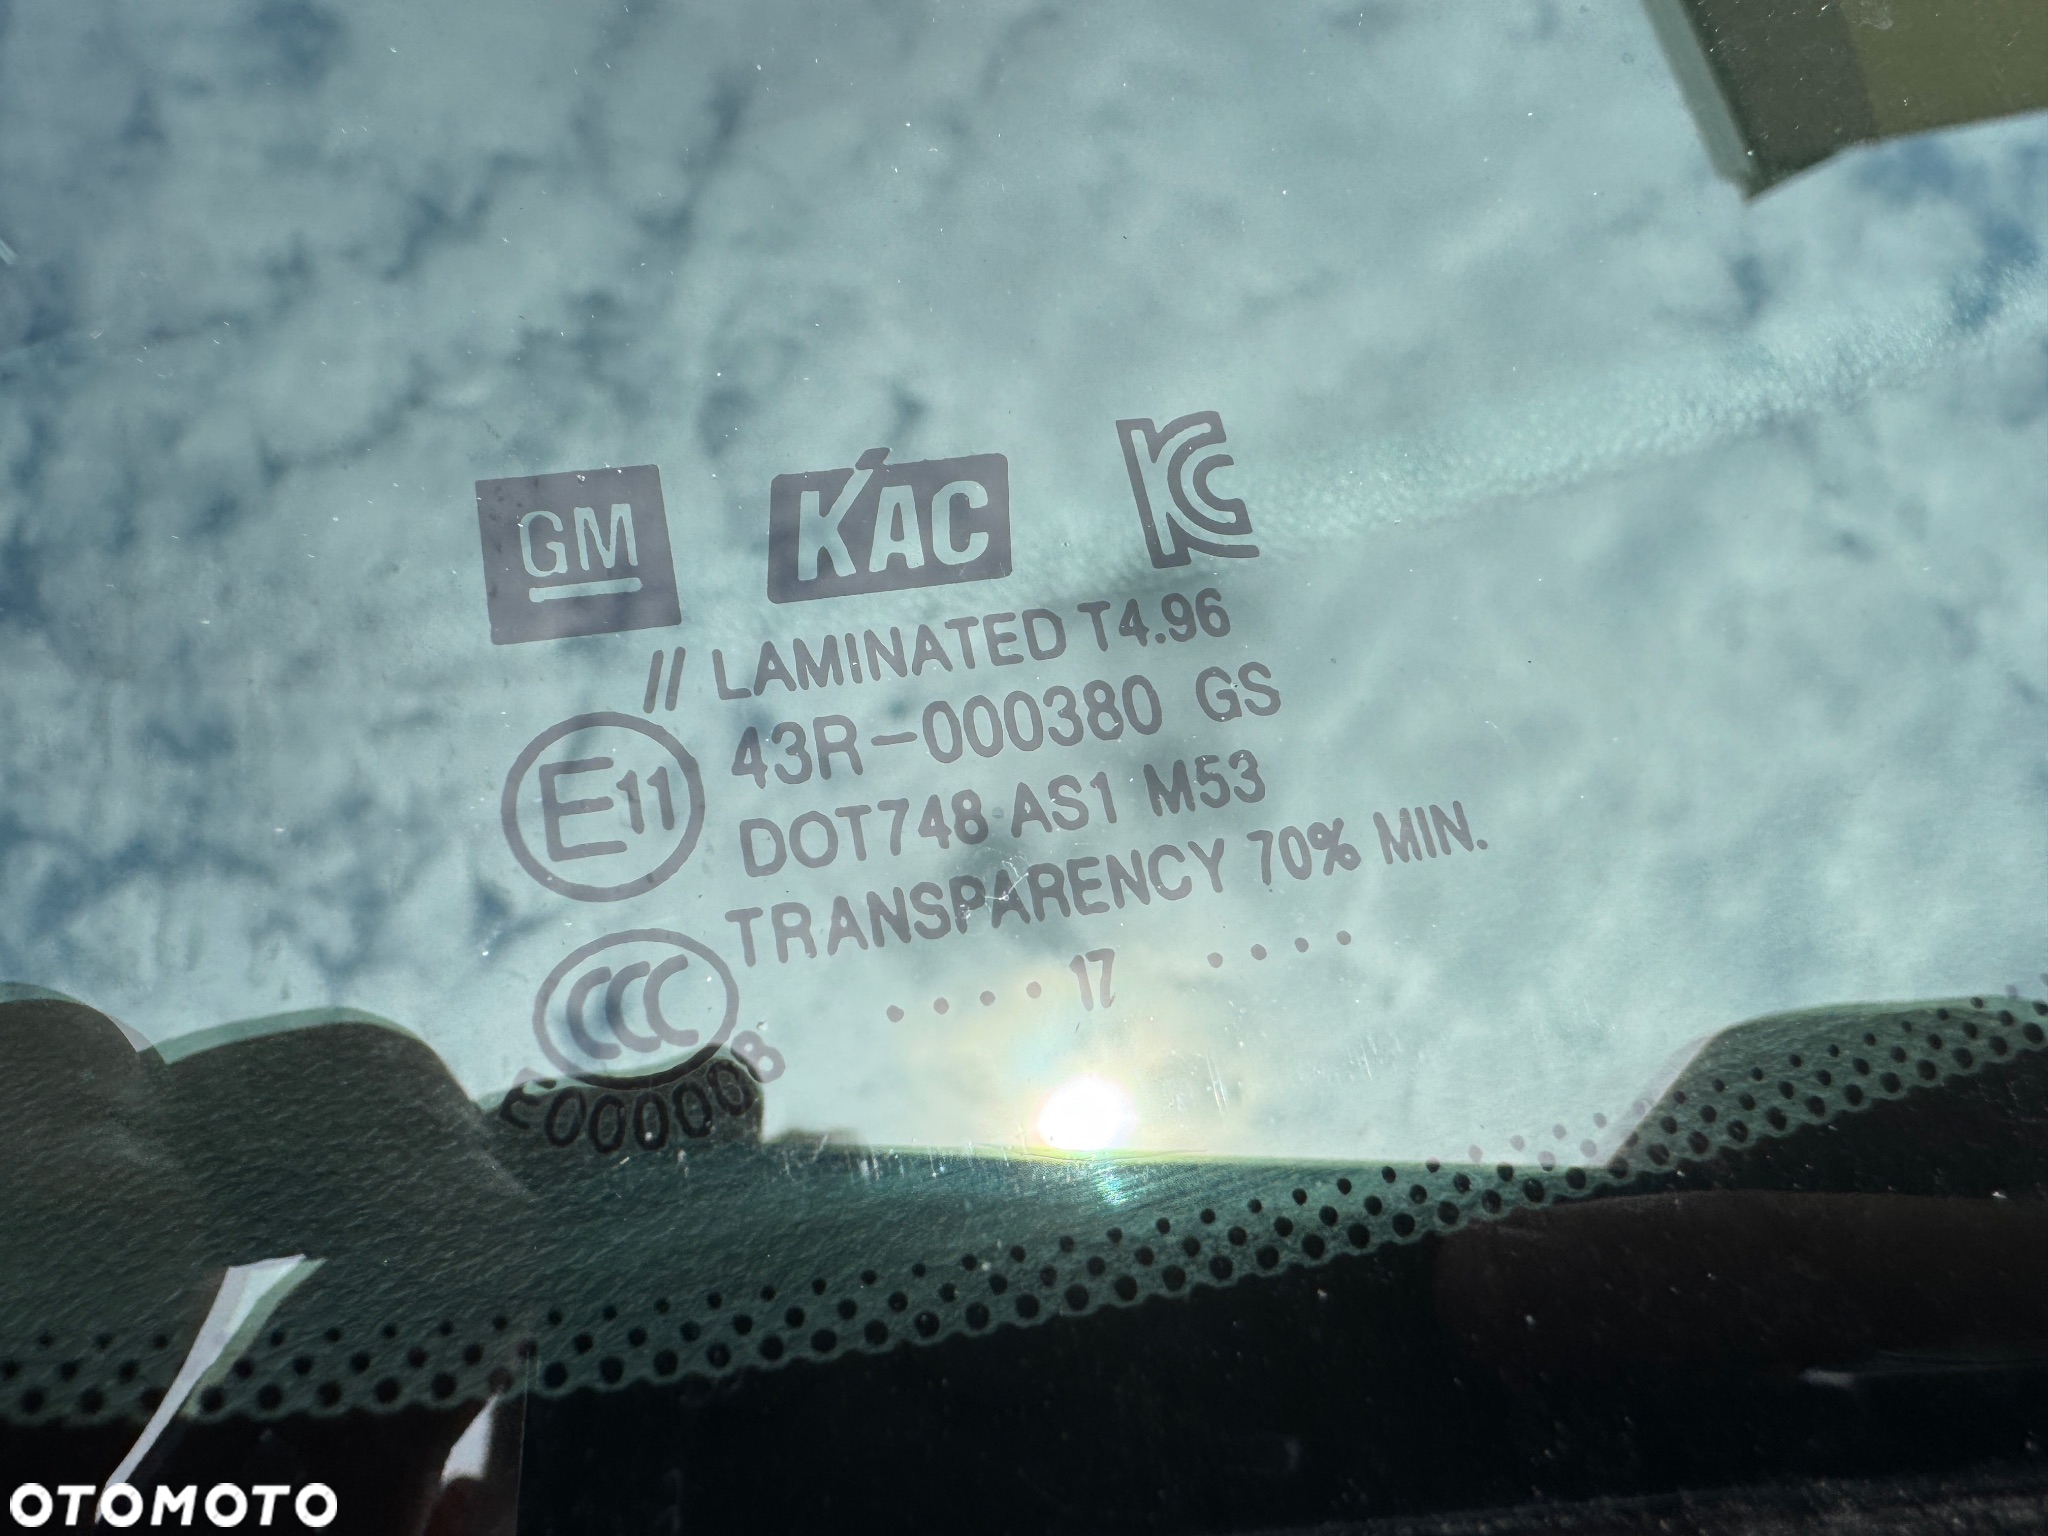 GM KAC KC
// LAMINATED T4.96
E11 43R-000380 GS
DOT748 AS1 M53
TRANSPARENCY 70% MIN.
CCC
.... 17 ....
E000008
OTOMOTO